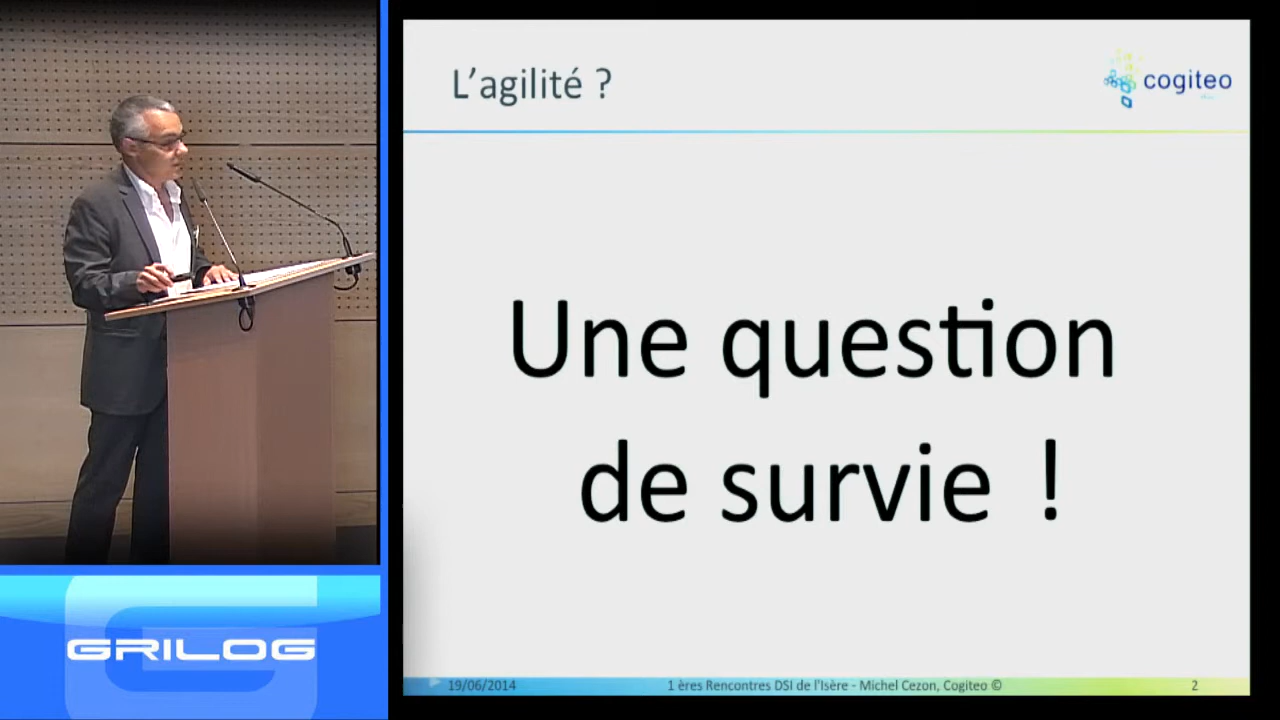 L'agilité ?
cogiteo
Une question
de survie !
19/06/2014
1 ères Rencontres DSI de l'Isère - Michel Cezon, Cogiteo ©
2
GRILOG